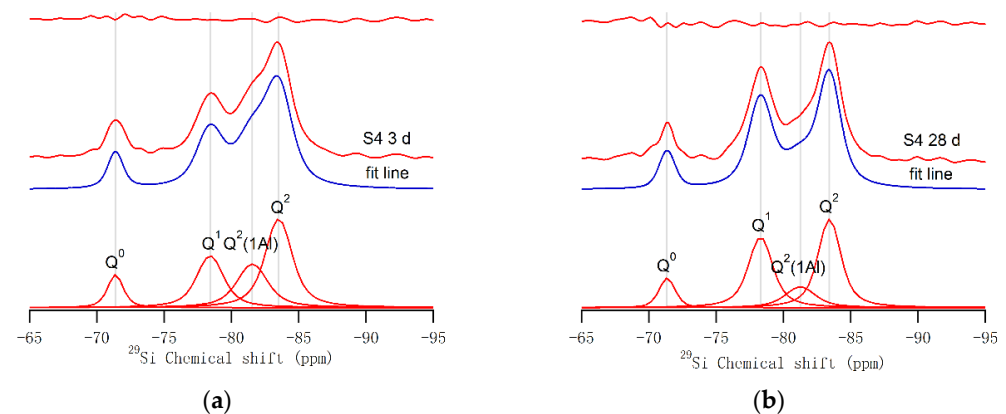 S4 3 d
fit line
Q²
Q¹ Q²(1Al)
Q⁰
-65 -70 -75 -80 -85 -90 -95
²⁹Si Chemical shift (ppm)
(a)
S4 28 d
fit line
Q²
Q¹
Q²(1Al)
Q⁰
-65 -70 -75 -80 -85 -90 -95
²⁹Si Chemical shift (ppm)
(b)